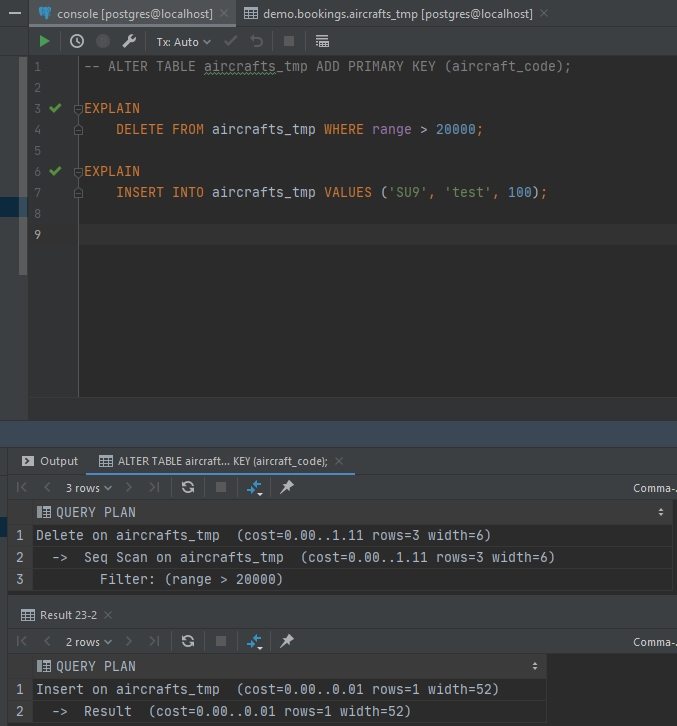 console [postgres@localhost]
demo.bookings.aircrafts_tmp [postgres@localhost]
Tx: Auto
1 -- ALTER TABLE aircrafts_tmp ADD PRIMARY KEY (aircraft_code);
2
3 EXPLAIN
4 DELETE FROM aircrafts_tmp WHERE range > 20000;
5
6 EXPLAIN
7 INSERT INTO aircrafts_tmp VALUES ('SU9', 'test', 100);
8
9
Output
ALTER TABLE aircraft... KEY (aircraft_code);
3 rows
Comma-
QUERY PLAN
1 Delete on aircrafts_tmp  (cost=0.00..1.11 rows=3 width=6)
2   ->  Seq Scan on aircrafts_tmp  (cost=0.00..1.11 rows=3 width=6)
3         Filter: (range > 20000)
Result 23-2
2 rows
Comma-
QUERY PLAN
1 Insert on aircrafts_tmp  (cost=0.00..0.01 rows=1 width=52)
2   ->  Result  (cost=0.00..0.01 rows=1 width=52)